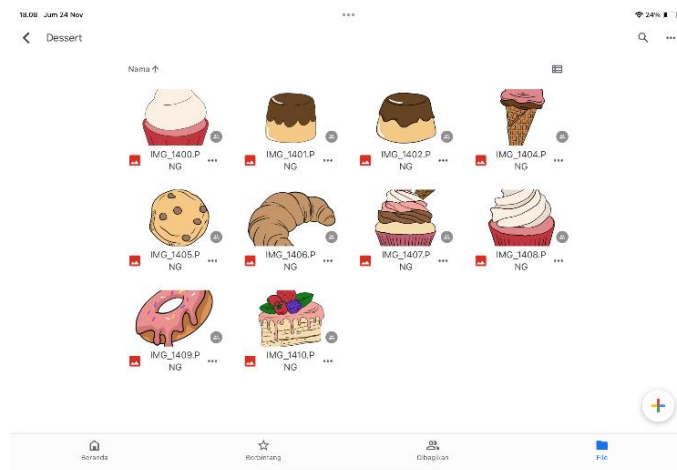 18.08 Jum 24 Nov
24%
Dessert
Nama
IMG_1400.P
NG
IMG_1401.P
NG
IMG_1402.P
NG
IMG_1404.P
NG
IMG_1405.P
NG
IMG_1406.P
NG
IMG_1407.P
NG
IMG_1408.P
NG
IMG_1409.P
NG
IMG_1410.P
NG
Beranda
Berbintang
Dibagikan
File